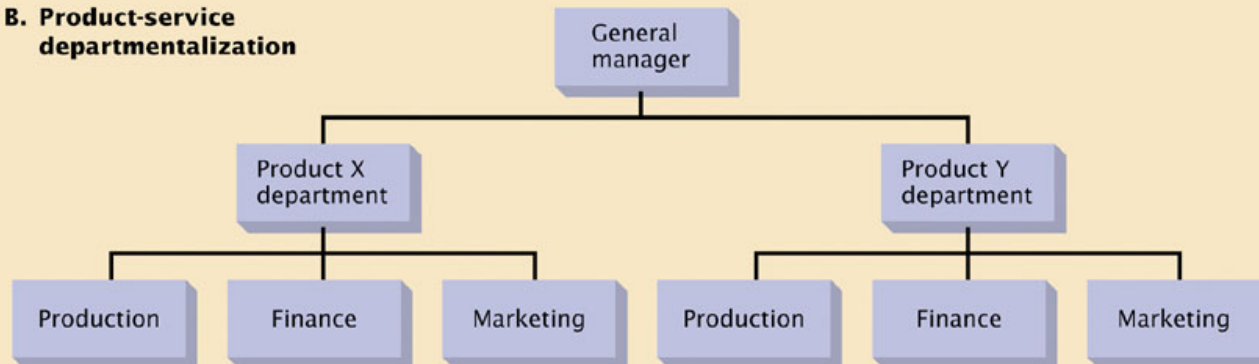 B. Product-service
departmentalization
General
manager
Product X
department
Product Y
department
Production
Finance
Marketing
Production
Finance
Marketing